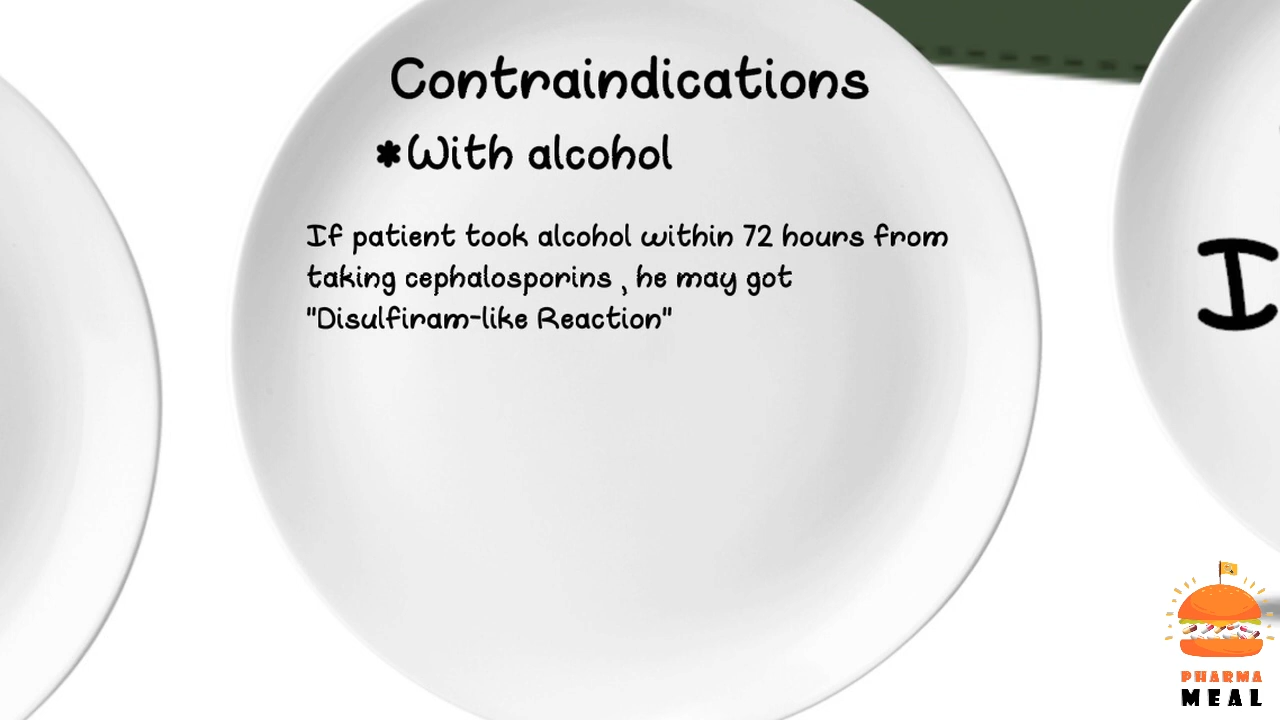 Contraindications
*With alcohol
If patient took alcohol within 72 hours from
taking cephalosporins , he may got
"Disulfiram-like Reaction"
I
PHARMA
MEAL